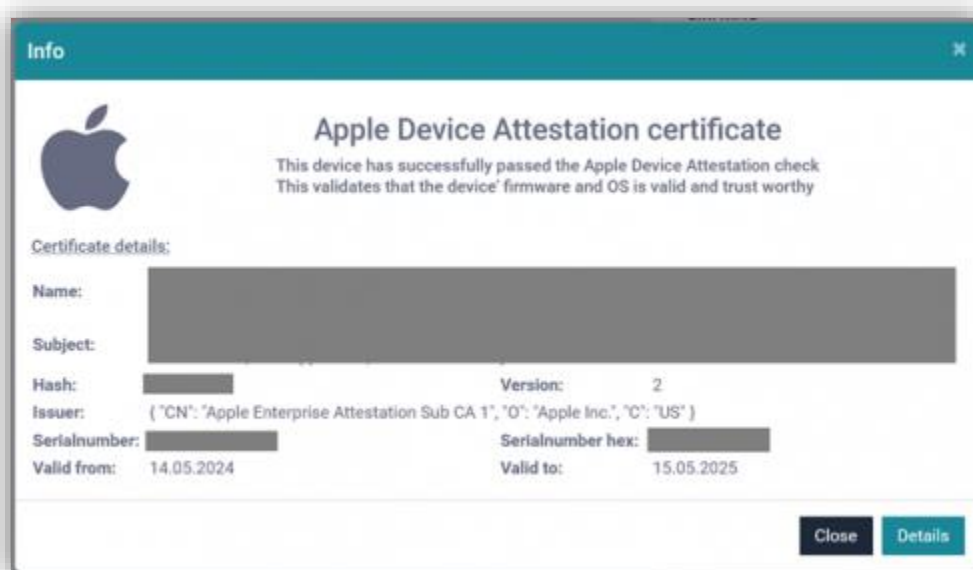 Info
Apple Device Attestation certificate
This device has successfully passed the Apple Device Attestation check
This validates that the device' firmware and OS is valid and trust worthy
Certificate details:
Name:
Subject:
Hash: Version: 2
Issuer: { "CN": "Apple Enterprise Attestation Sub CA 1", "O": "Apple Inc.", "C": "US" }
Serialnumber: Serialnumber hex:
Valid from: 14.05.2024 Valid to: 15.05.2025
Close Details